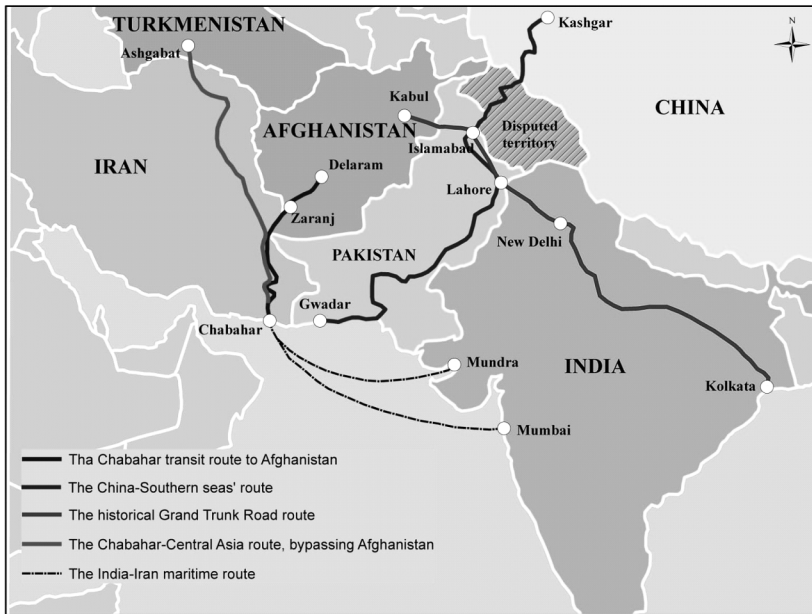 TURKMENISTAN
Ashgabat
Kashgar
N
CHINA
Kabul
AFGHANISTAN
Islamabad
Disputed
territory
IRAN
Delaram
Lahore
Zaranj
New Delhi
PAKISTAN
Gwadar
Chabahar
Mundra
INDIA
Kolkata
Mumbai
Tha Chabahar transit route to Afghanistan
The China-Southern seas' route
The historical Grand Trunk Road route
The Chabahar-Central Asia route, bypassing Afghanistan
The India-Iran maritime route